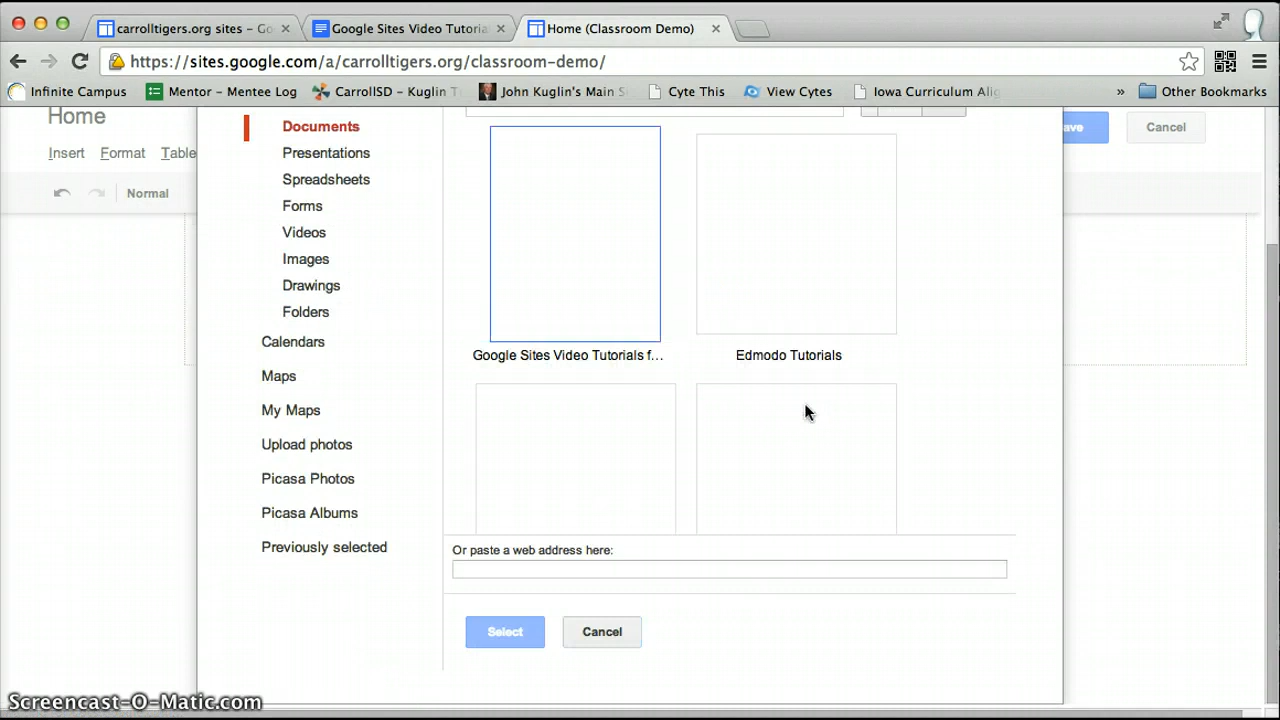 carrollltigers.org sites – Go
Google Sites Video Tutoria
Home (Classroom Demo)
https://sites.google.com/a/carrolltigers.org/classroom-demo/
Infinite Campus
Mentor – Mentee Log
CarrollSD – Kuglin T
John Kuglin's Main S
Cyte This
View Cytes
Iowa Curriculum Alig
»
Other Bookmarks
Home
Documents
ave
Cancel
Insert
Format
Table
Presentations
Spreadsheets
Normal
Forms
Videos
Images
Drawings
Folders
Calendars
Google Sites Video Tutorials f...
Edmodo Tutorials
Maps
My Maps
Upload photos
Picasa Photos
Picasa Albums
Previously selected
Or paste a web address here:
Select
Cancel
Screencast-O-Matic.com